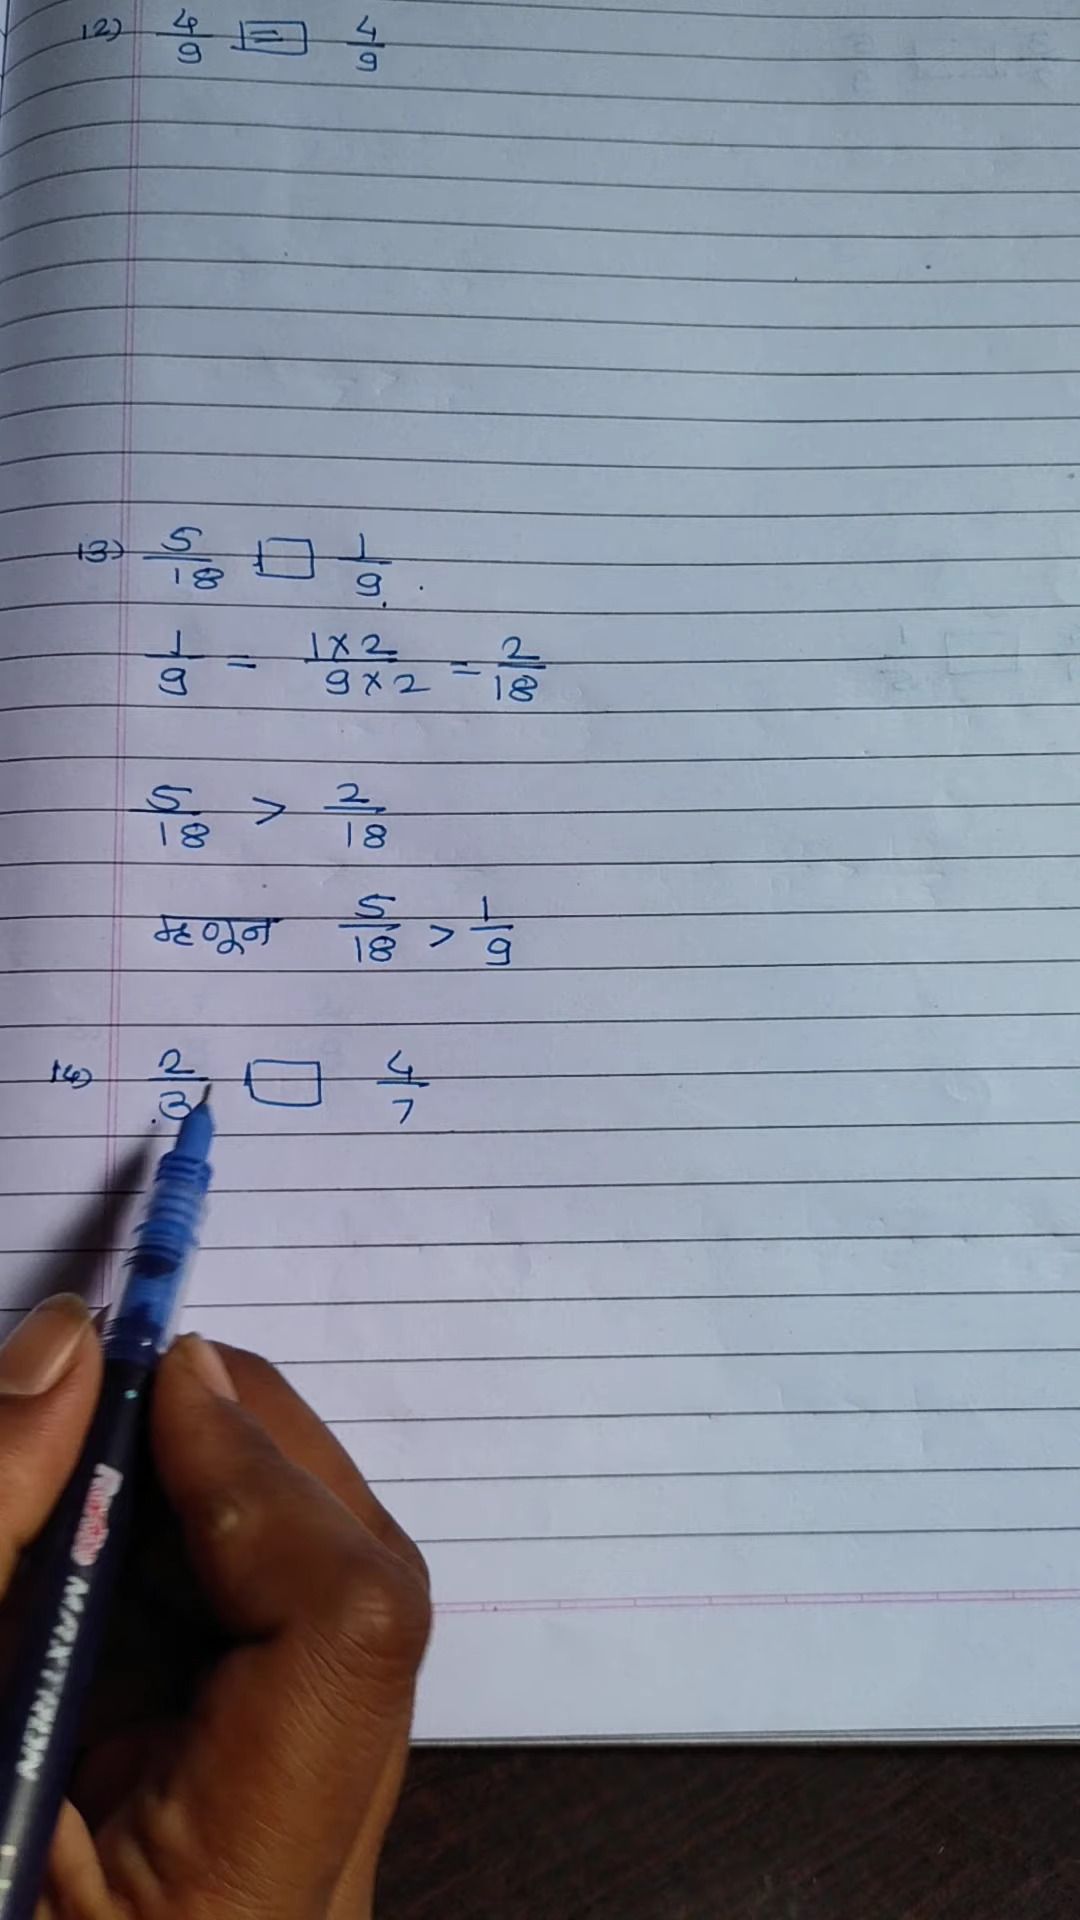 12) 4/9 = 4/9
13) 5/18 □ 1/9 .
1/9 = 1×2/9×2 = 2/18
5/18 > 2/18
म्हणून 5/18 > 1/9
14) 2/3 □ 4/7
MAXTRON